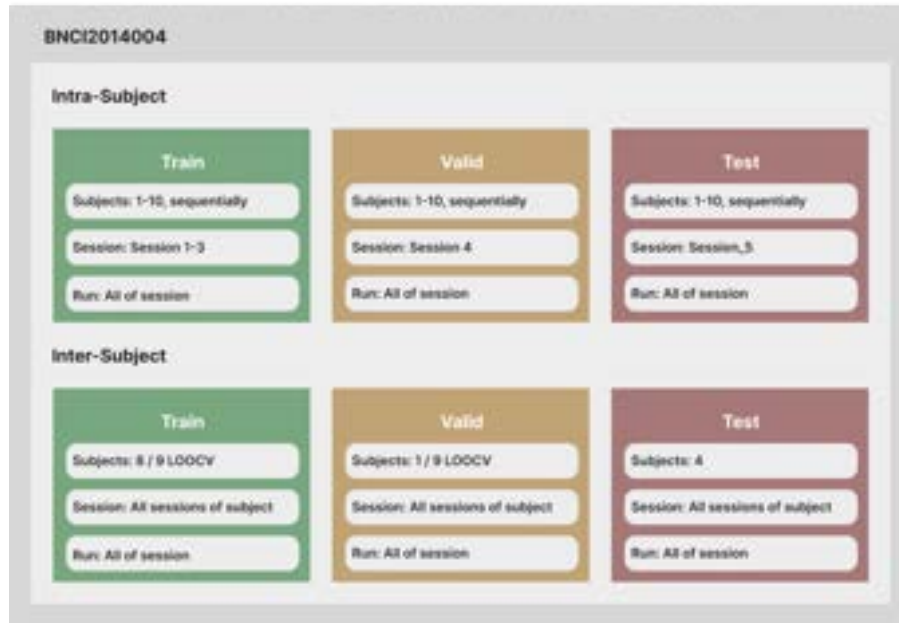 BNCI2014004
Intra-Subject
Train
Subjects: 1-10, sequentially
Session: Session 1-3
Run: All of session
Valid
Subjects: 1-10, sequentially
Session: Session 4
Run: All of session
Test
Subjects: 1-10, sequentially
Session: Session_5
Run: All of session
Inter-Subject
Train
Subjects: 8 / 9 LOOCV
Session: All sessions of subject
Run: All of session
Valid
Subjects: 1 / 9 LOOCV
Session: All sessions of subject
Run: All of session
Test
Subjects: 4
Session: All sessions of subject
Run: All of session